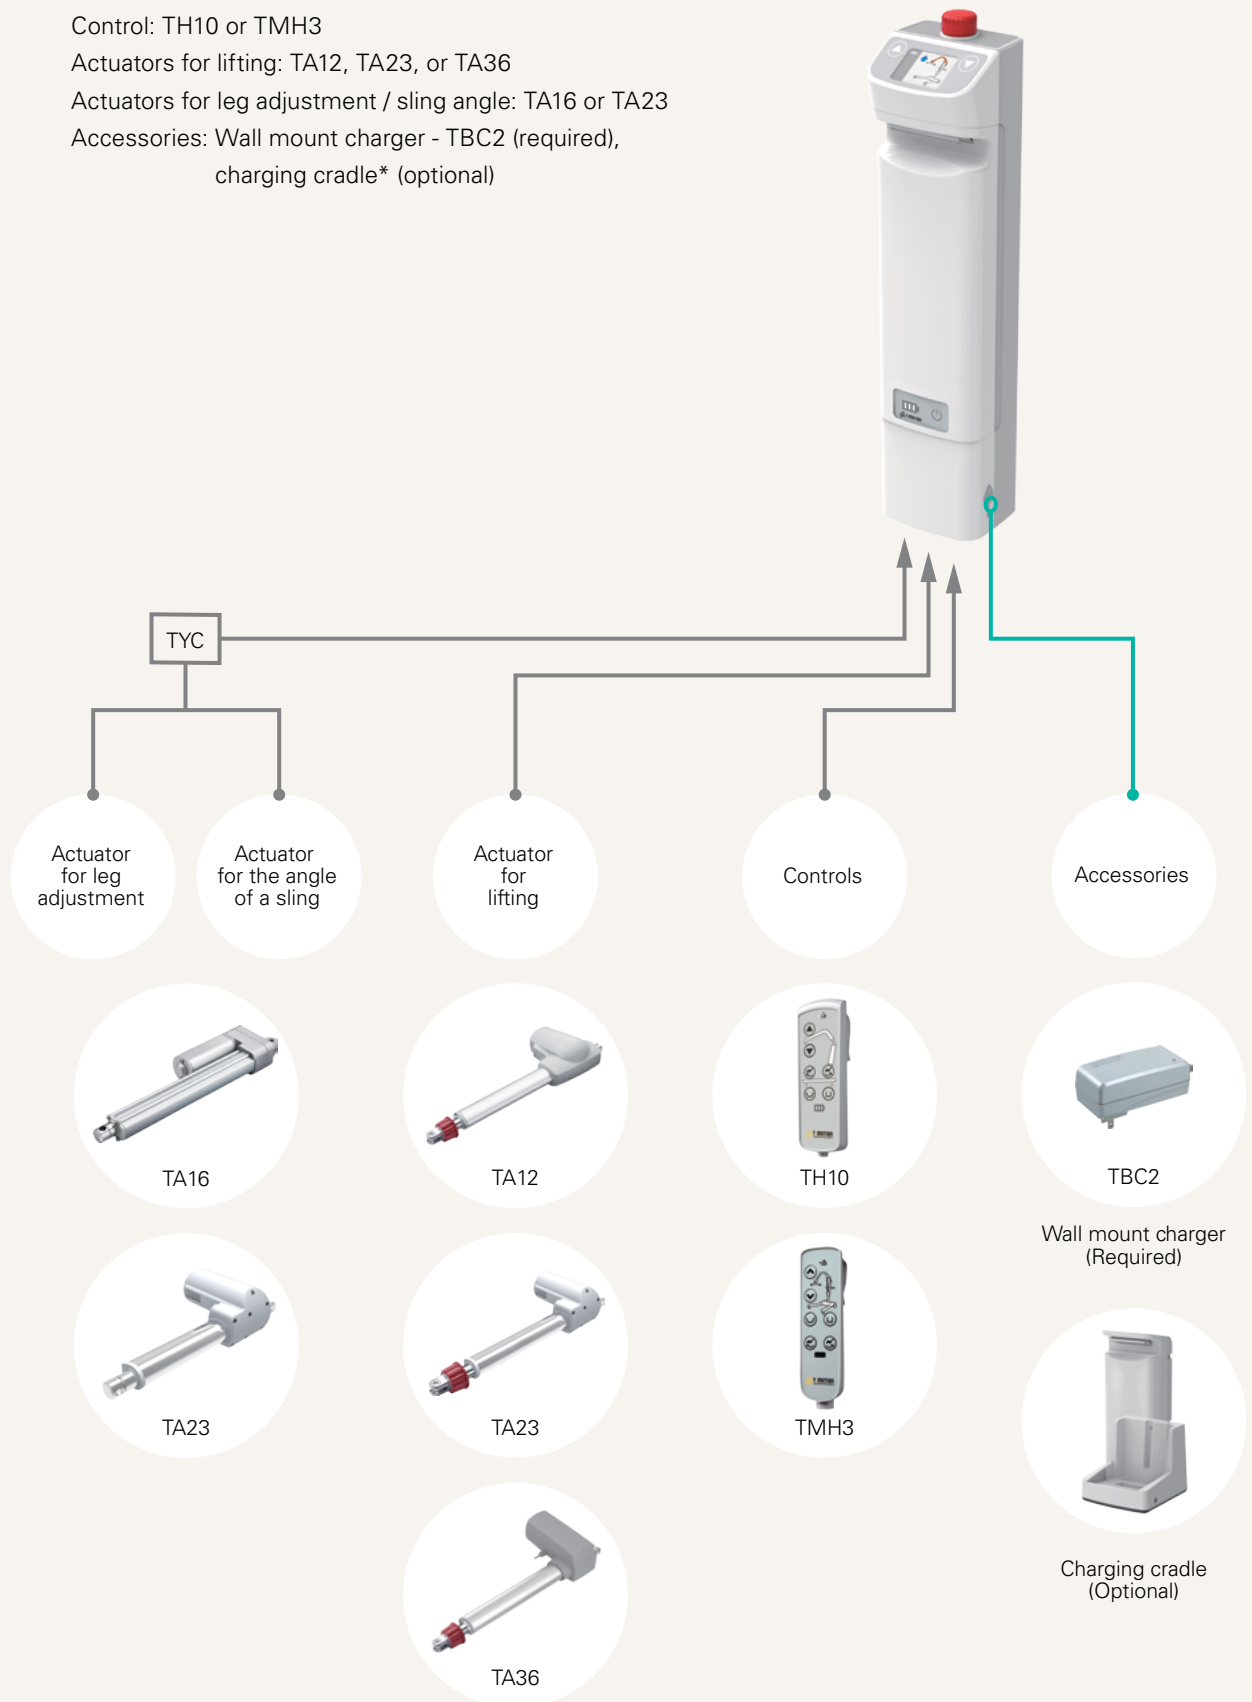 Control: TH10 or TMH3
Actuators for lifting: TA12, TA23, or TA36
Actuators for leg adjustment / sling angle: TA16 or TA23
Accessories: Wall mount charger - TBC2 (required),
charging cradle* (optional)
TYC
Actuator
for leg
adjustment
Actuator
for the angle
of a sling
Actuator
for
lifting
Controls
Accessories
TA16
TA12
TH10
TBC2
Wall mount charger
(Required)
TA23
TA23
TMH3
Charging cradle
(Optional)
TA36